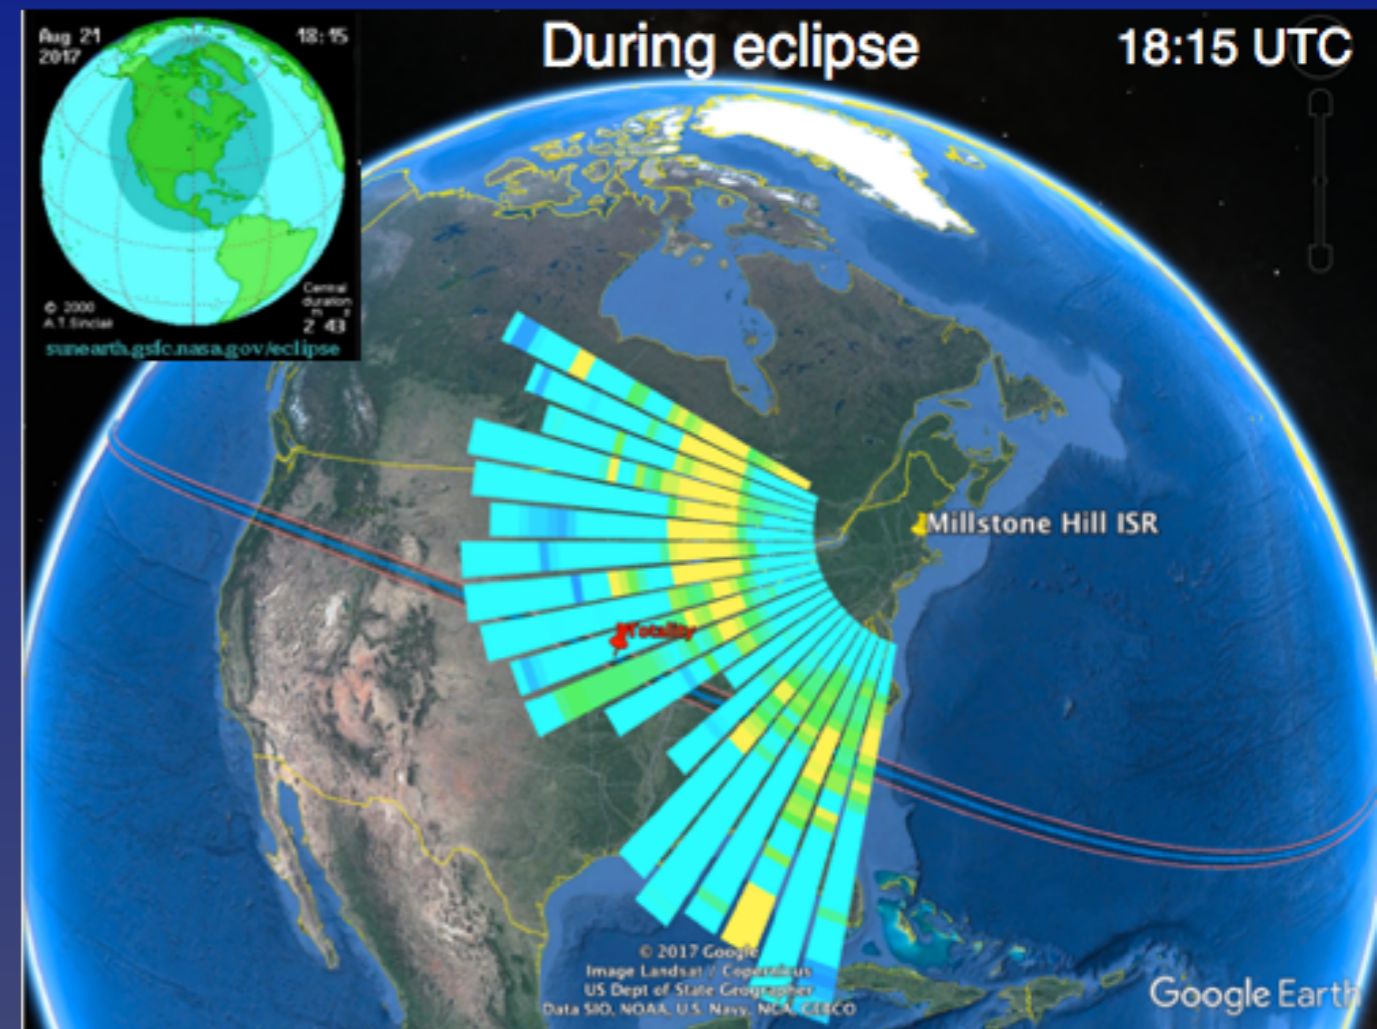 Aug 21 18:15
2017
During eclipse
18:15 UTC
© 2000
A.T.Sinclair
Central
duration
m s
2 43
sunearth.gsfc.nasa.gov/eclipse
Millstone Hill ISR
Totality
© 2017 Google
Image Landsat / Copernicus
US Dept of State Geographer
Data SIO, NOAA, U.S. Navy, NGA, GEBCO
Google Earth